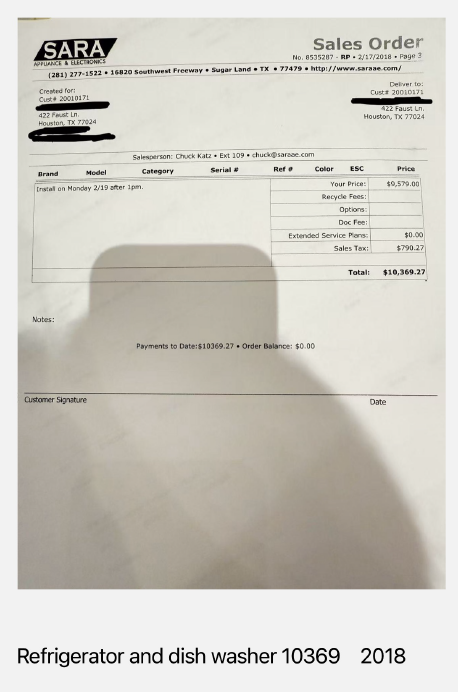 SARA
APPLIANCE & ELECTRONICS
Sales Order
No. 8535287 - RP • 2/17/2018 • Page 3
(281) 277-1522 • 16820 Southwest Freeway • Sugar Land • TX • 77479 • http://www.saraae.com/
Created for:
Cust# 20010171
422 Faust Ln.
Houston, TX 77024
Deliver to:
Cust# 20010171
422 Faust Ln.
Houston, TX 77024
Salesperson: Chuck Katz • Ext 109 • chuck@saraae.com
Brand Model Category Serial # Ref # Color ESC Price
Install on Monday 2/19 after 1pm.
Your Price: $9,579.00
Recycle Fees:
Options:
Doc Fee:
Extended Service Plans: $0.00
Sales Tax: $790.27
Total: $10,369.27
Notes:
Payments to Date:$10369.27 • Order Balance: $0.00
Customer Signature
Date
Refrigerator and dish washer 10369 2018